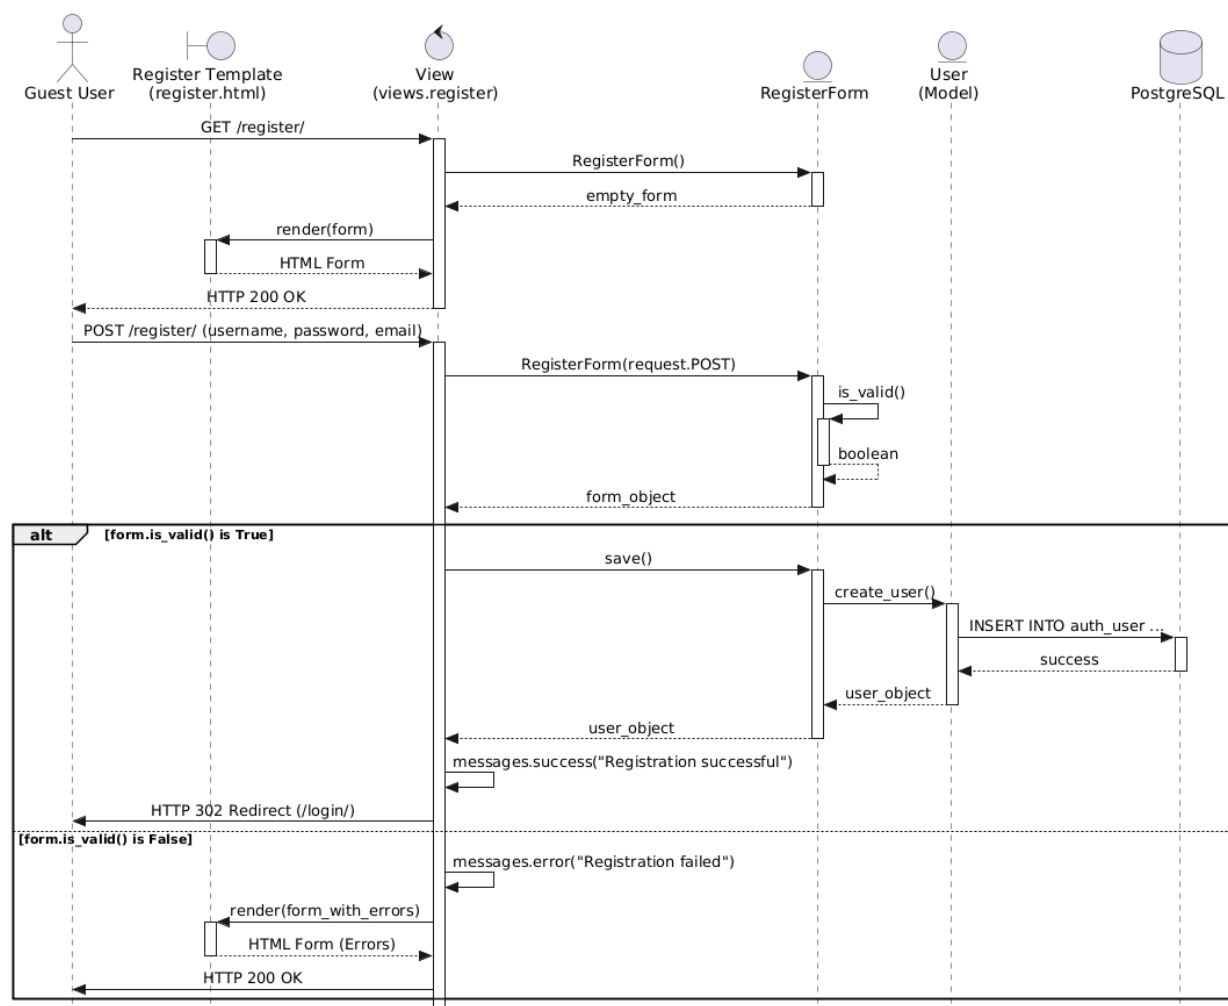 Guest User
Register Template
(register.html)
View
(views.register)
RegisterForm
User
(Model)
PostgreSQL
GET /register/
RegisterForm()
empty_form
render(form)
HTML Form
HTTP 200 OK
POST /register/ (username, password, email)
RegisterForm(request.POST)
is_valid()
boolean
form_object
alt [form.is_valid() is True]
save()
create_user()
INSERT INTO auth_user ...
success
user_object
user_object
messages.success("Registration successful")
HTTP 302 Redirect (/login/)
[form.is_valid() is False]
messages.error("Registration failed")
render(form_with_errors)
HTML Form (Errors)
HTTP 200 OK